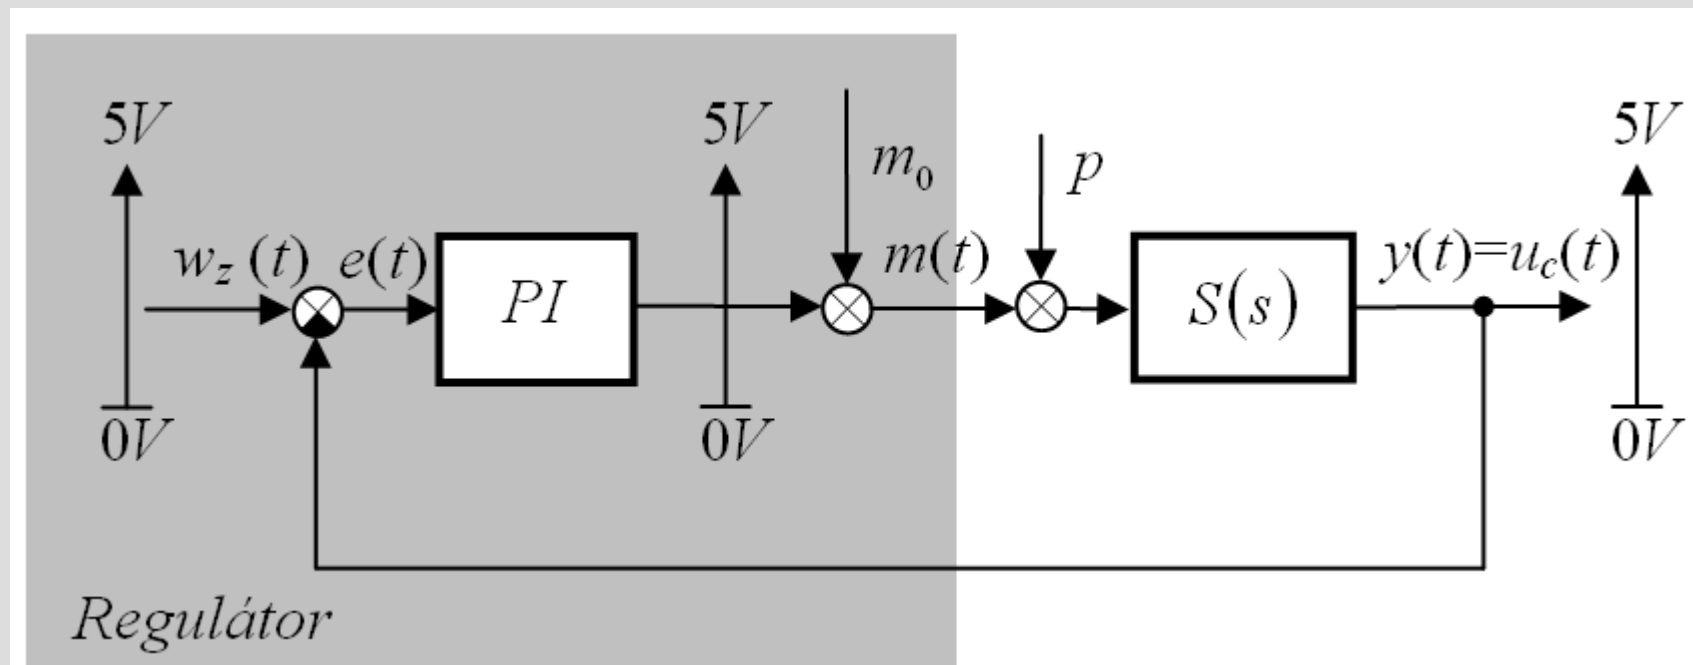 5V
5V
5V
m₀
p
w_z (t)
e(t)
PI
m(t)
S(s)
y(t)=u_c(t)
0V
0V
0V
Regulátor